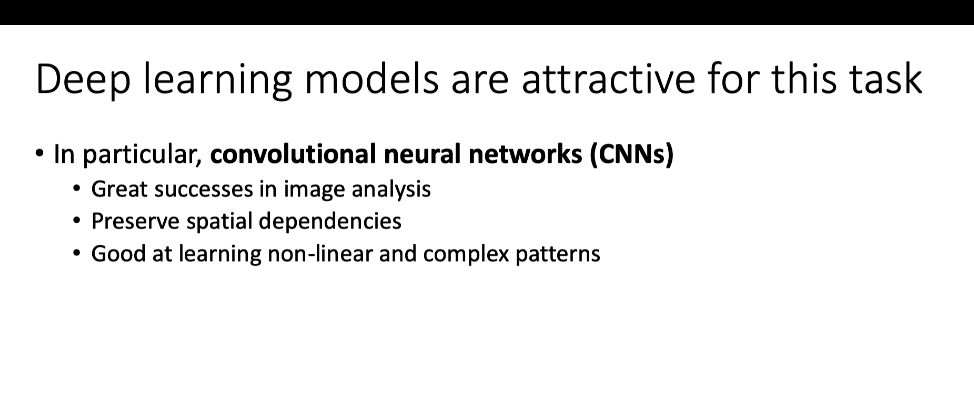 Deep learning models are attractive for this task
• In particular, convolutional neural networks (CNNs)
• Great successes in image analysis
• Preserve spatial dependencies
• Good at learning non-linear and complex patterns